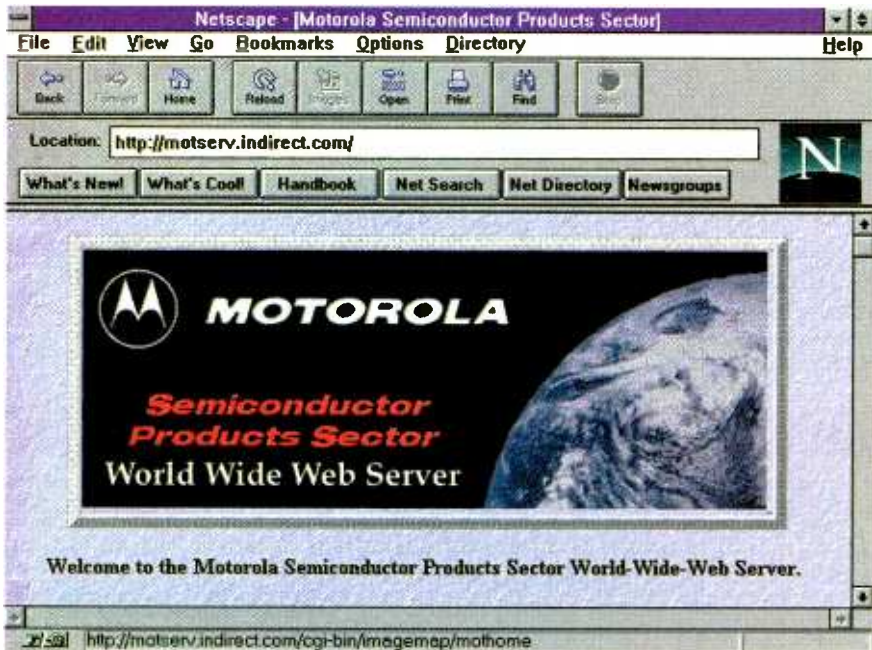 Netscape - [Motorola Semiconductor Products Sector]
File Edit View Go Bookmarks Options Directory Help
Back Forward Home Reload Images Open Print Find Stop
Location: http://motserv.indirect.com/
N
What's New! What's Cool! Handbook Net Search Net Directory Newsgroups
MOTOROLA
Semiconductor
Products Sector
World Wide Web Server
Welcome to the Motorola Semiconductor Products Sector World-Wide-Web Server.
http://motserv.indirect.com/cgi-bin/imagemap/mothome